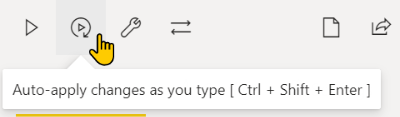 Auto-apply changes as you type [ Ctrl + Shift + Enter ]